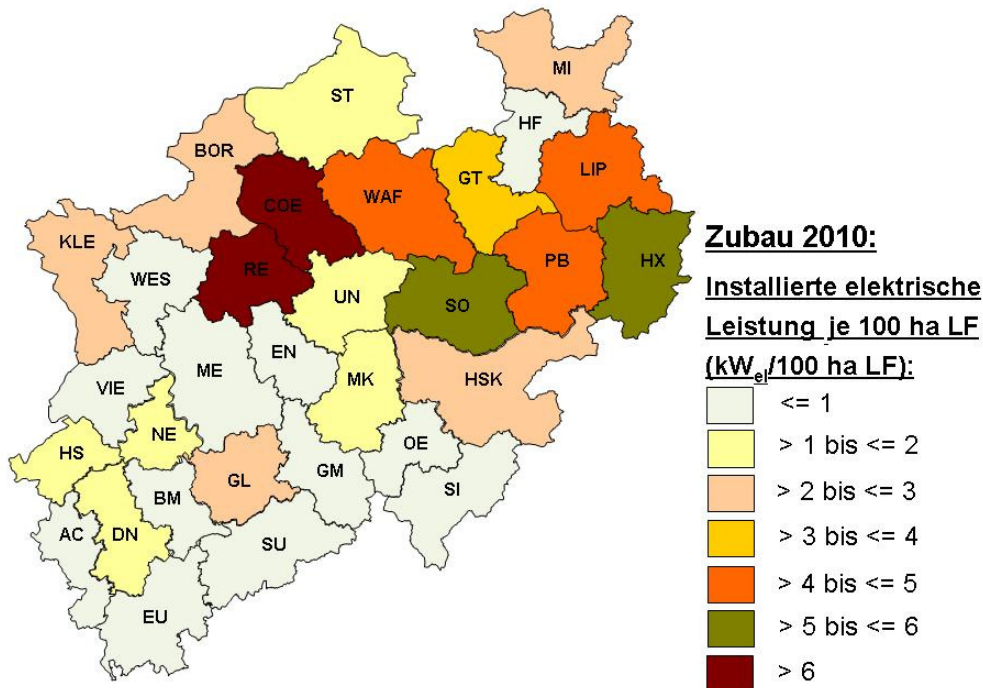 MI
ST
HF
BOR
LIP
GT
WAF
COE
KLE
HX
PB
RE
WES
UN
SO
EN
ME
MK
HSK
VIE
NE
OE
HS
GM
GL
SI
BM
AC
DN
SU
EU
Zubau 2010:
Installierte elektrische
Leistung je 100 ha LF
(kWel/100 ha LF):
<= 1
> 1 bis <= 2
> 2 bis <= 3
> 3 bis <= 4
> 4 bis <= 5
> 5 bis <= 6
> 6